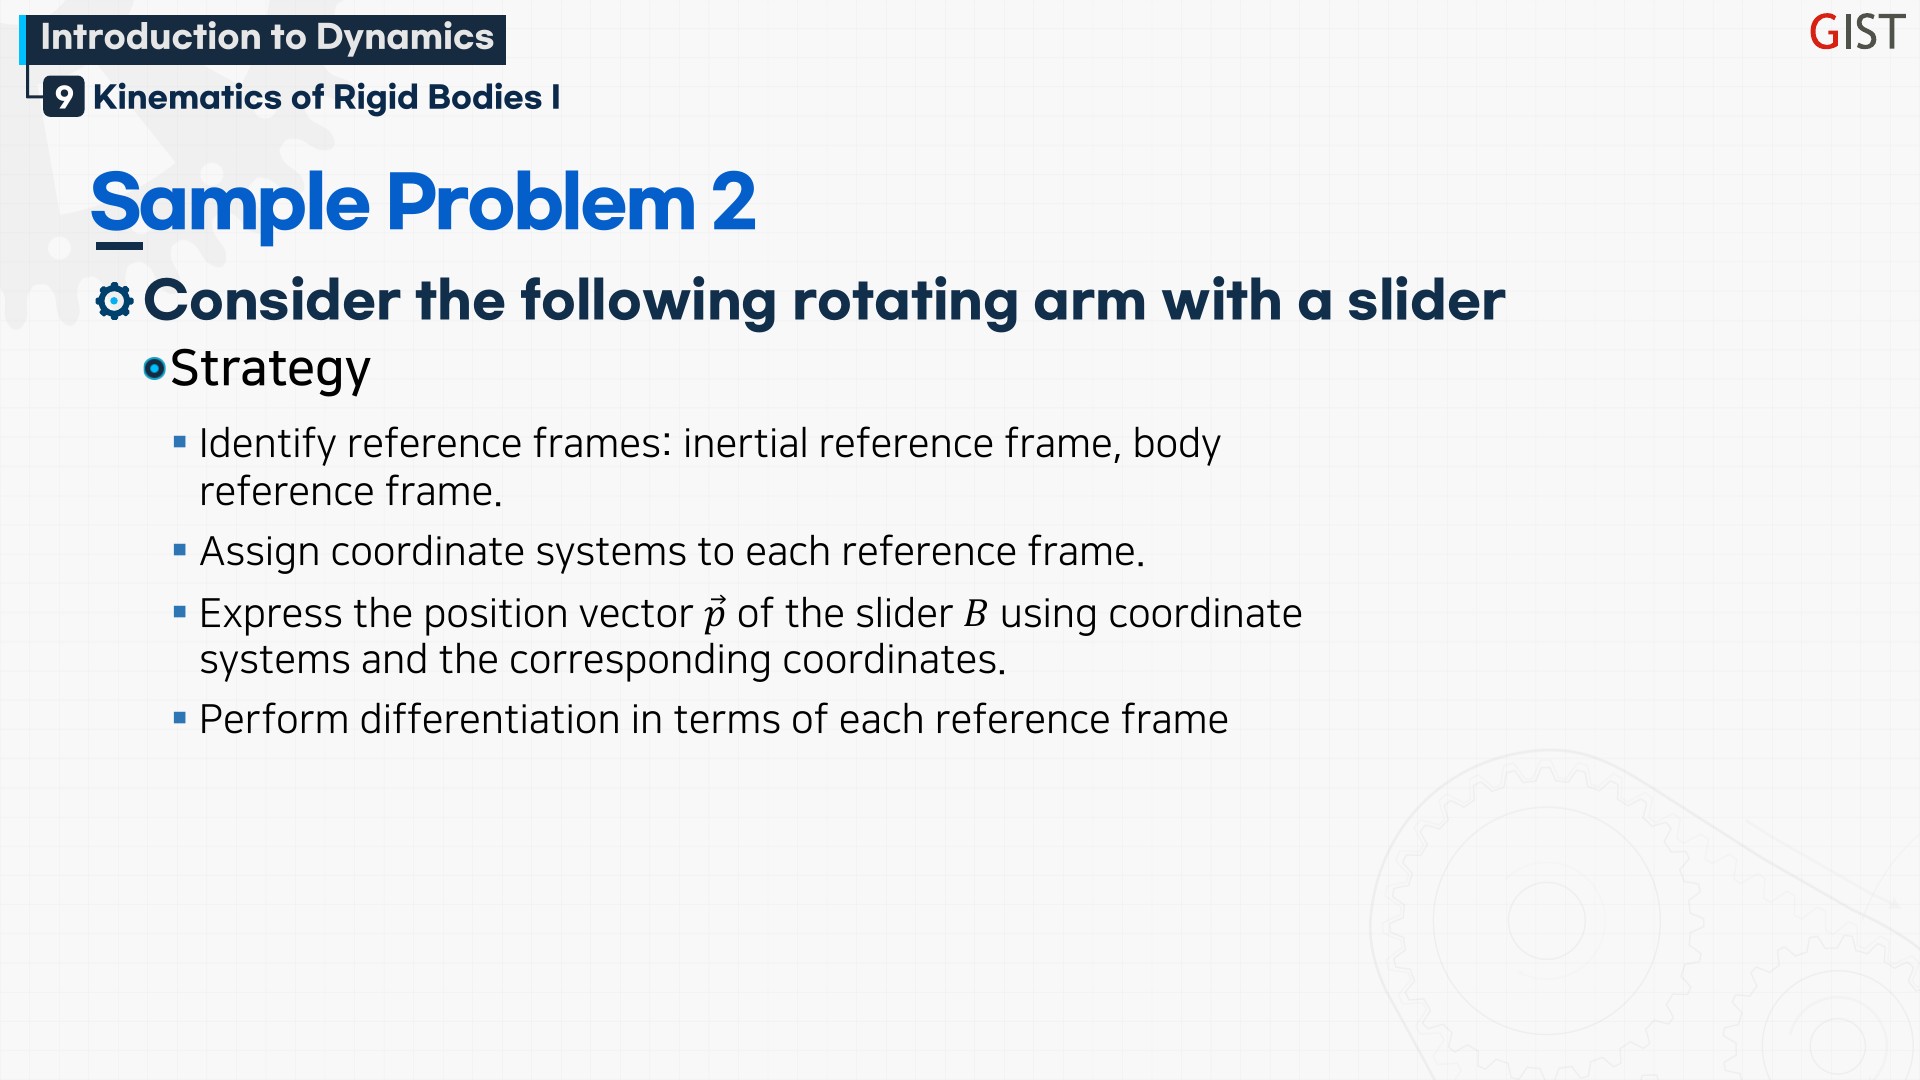 Introduction to Dynamics
GIST
9 Kinematics of Rigid Bodies I
Sample Problem 2
Consider the following rotating arm with a slider
Strategy
Identify reference frames: inertial reference frame, body
reference frame.
Assign coordinate systems to each reference frame.
Express the position vector p⃗ of the slider B using coordinate
systems and the corresponding coordinates.
Perform differentiation in terms of each reference frame